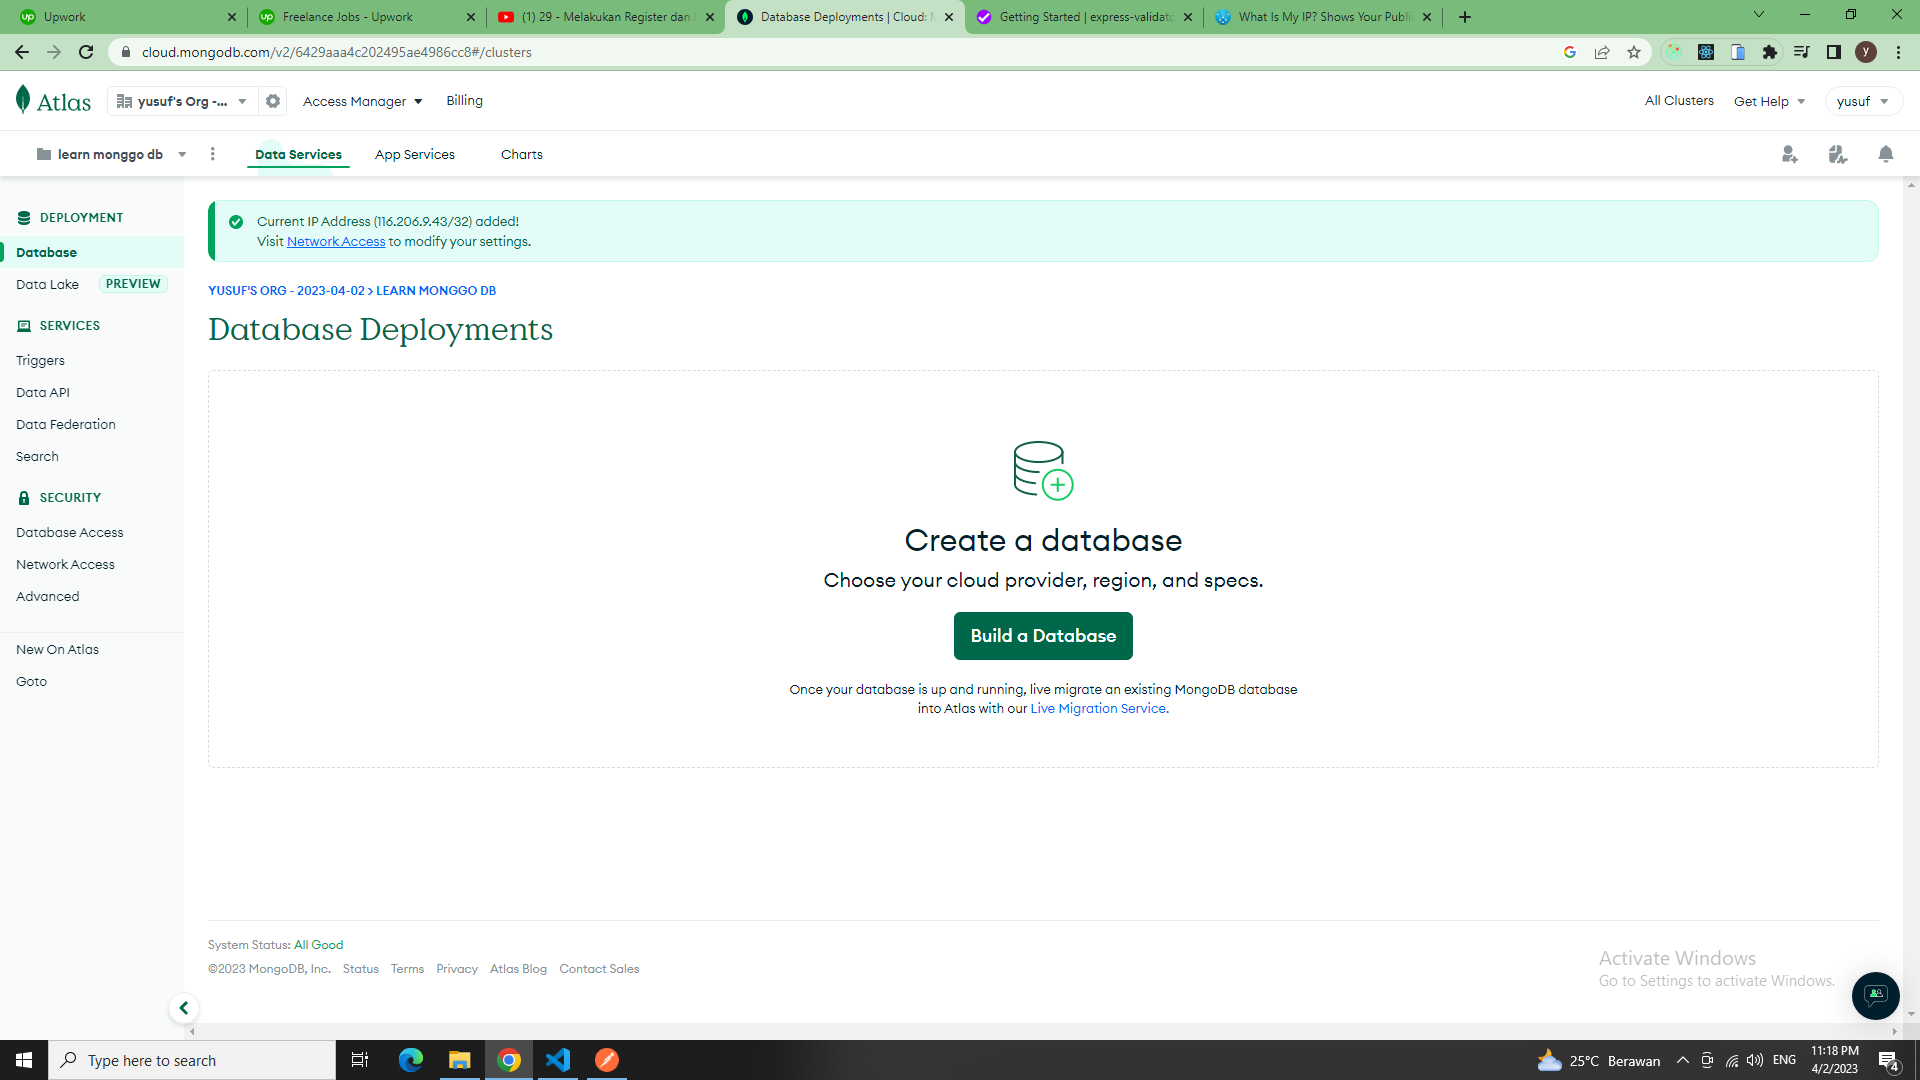 Upwork
Freelance Jobs - Upwork
(1) 29 - Melakukan Register dan
Database Deployments | Cloud: M
Getting Started | express-validato
What Is My IP? Shows Your Publi
cloud.mongodb.com/v2/6429aaa4c202495ae4986cc8#/clusters
y
Atlas
yusuf's Org -...
Access Manager
Billing
All Clusters
Get Help
yusuf
learn monggo db
Data Services
App Services
Charts
DEPLOYMENT
Database
Data Lake
PREVIEW
SERVICES
Triggers
Data API
Data Federation
Search
SECURITY
Database Access
Network Access
Advanced
New On Atlas
Goto
Current IP Address (116.206.9.43/32) added!
Visit Network Access to modify your settings.
YUSUF'S ORG - 2023-04-02 > LEARN MONGGO DB
Database Deployments
Create a database
Choose your cloud provider, region, and specs.
Build a Database
Once your database is up and running, live migrate an existing MongoDB database
into Atlas with our Live Migration Service.
System Status: All Good
©2023 MongoDB, Inc. Status Terms Privacy Atlas Blog Contact Sales
Activate Windows
Go to Settings to activate Windows.
Type here to search
25°C Berawan
ENG
11:18 PM
4/2/2023
4